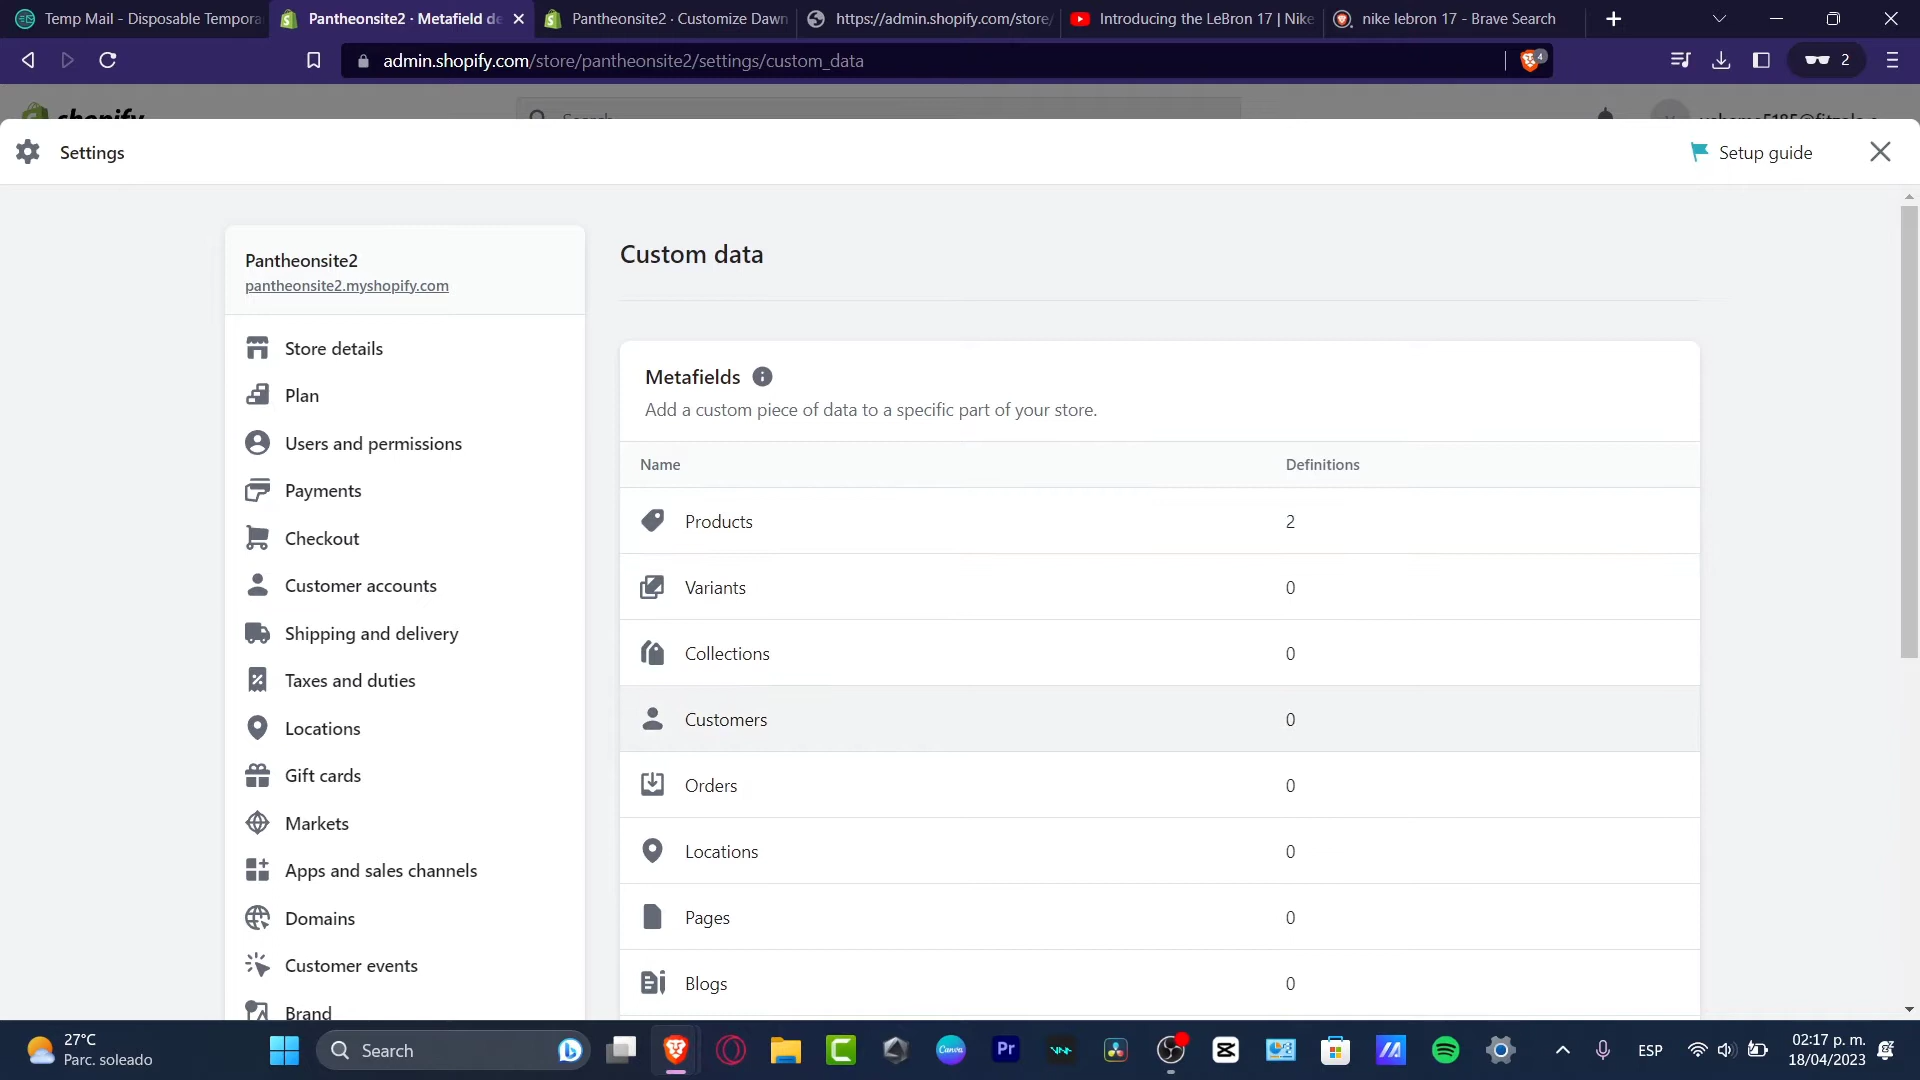 Temp Mail - Disposable Tempora
Pantheonsite2 · Metafield de
Pantheonsite2 · Customize Dawn
https://admin.shopify.com/store/
Introducing the LeBron 17 | Nike
nike lebron 17 - Brave Search
admin.shopify.com/store/pantheonsite2/settings/custom_data
4
2
shopify
Search
Settings
Setup guide
Pantheonsite2
pantheonsite2.myshopify.com
Store details
Plan
Users and permissions
Payments
Checkout
Customer accounts
Shipping and delivery
Taxes and duties
Locations
Gift cards
Markets
Apps and sales channels
Domains
Customer events
Brand
Custom data
Metafields
Add a custom piece of data to a specific part of your store.
Name Definitions
Products 2
Variants 0
Collections 0
Customers 0
Orders 0
Locations 0
Pages 0
Blogs 0
27°C
Parc. soleado
Search
Canva
Pr
ESP
02:17 p. m.
18/04/2023